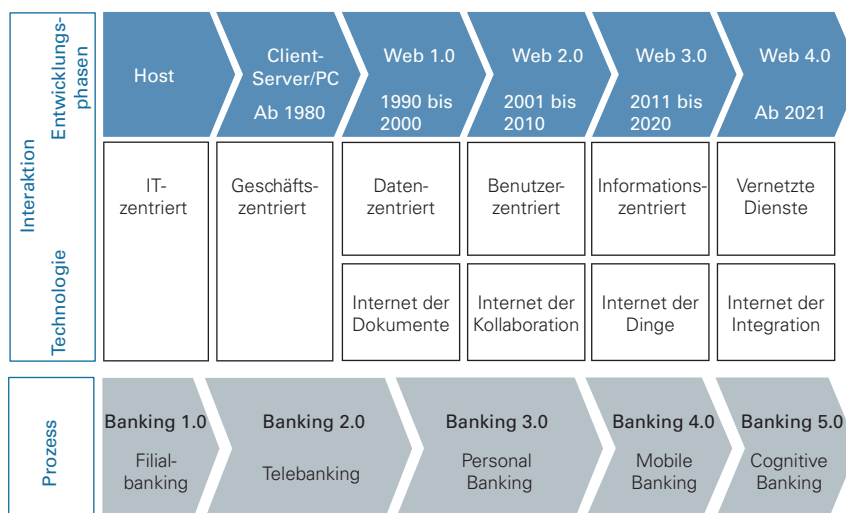 Entwicklungs-
phasen
Host
Client-
Server/PC
Ab 1980
Web 1.0
1990 bis
2000
Web 2.0
2001 bis
2010
Web 3.0
2011 bis
2020
Web 4.0
Ab 2021
Interaktion
IT-
zentriert
Geschäfts-
zentriert
Daten-
zentriert
Benutzer-
zentriert
Informations-
zentriert
Vernetzte
Dienste
Technologie
Internet der
Dokumente
Internet der
Kollaboration
Internet der
Dinge
Internet der
Integration
Prozess
Banking 1.0
Filial-
banking
Banking 2.0
Telebanking
Banking 3.0
Personal
Banking
Banking 4.0
Mobile
Banking
Banking 5.0
Cognitive
Banking